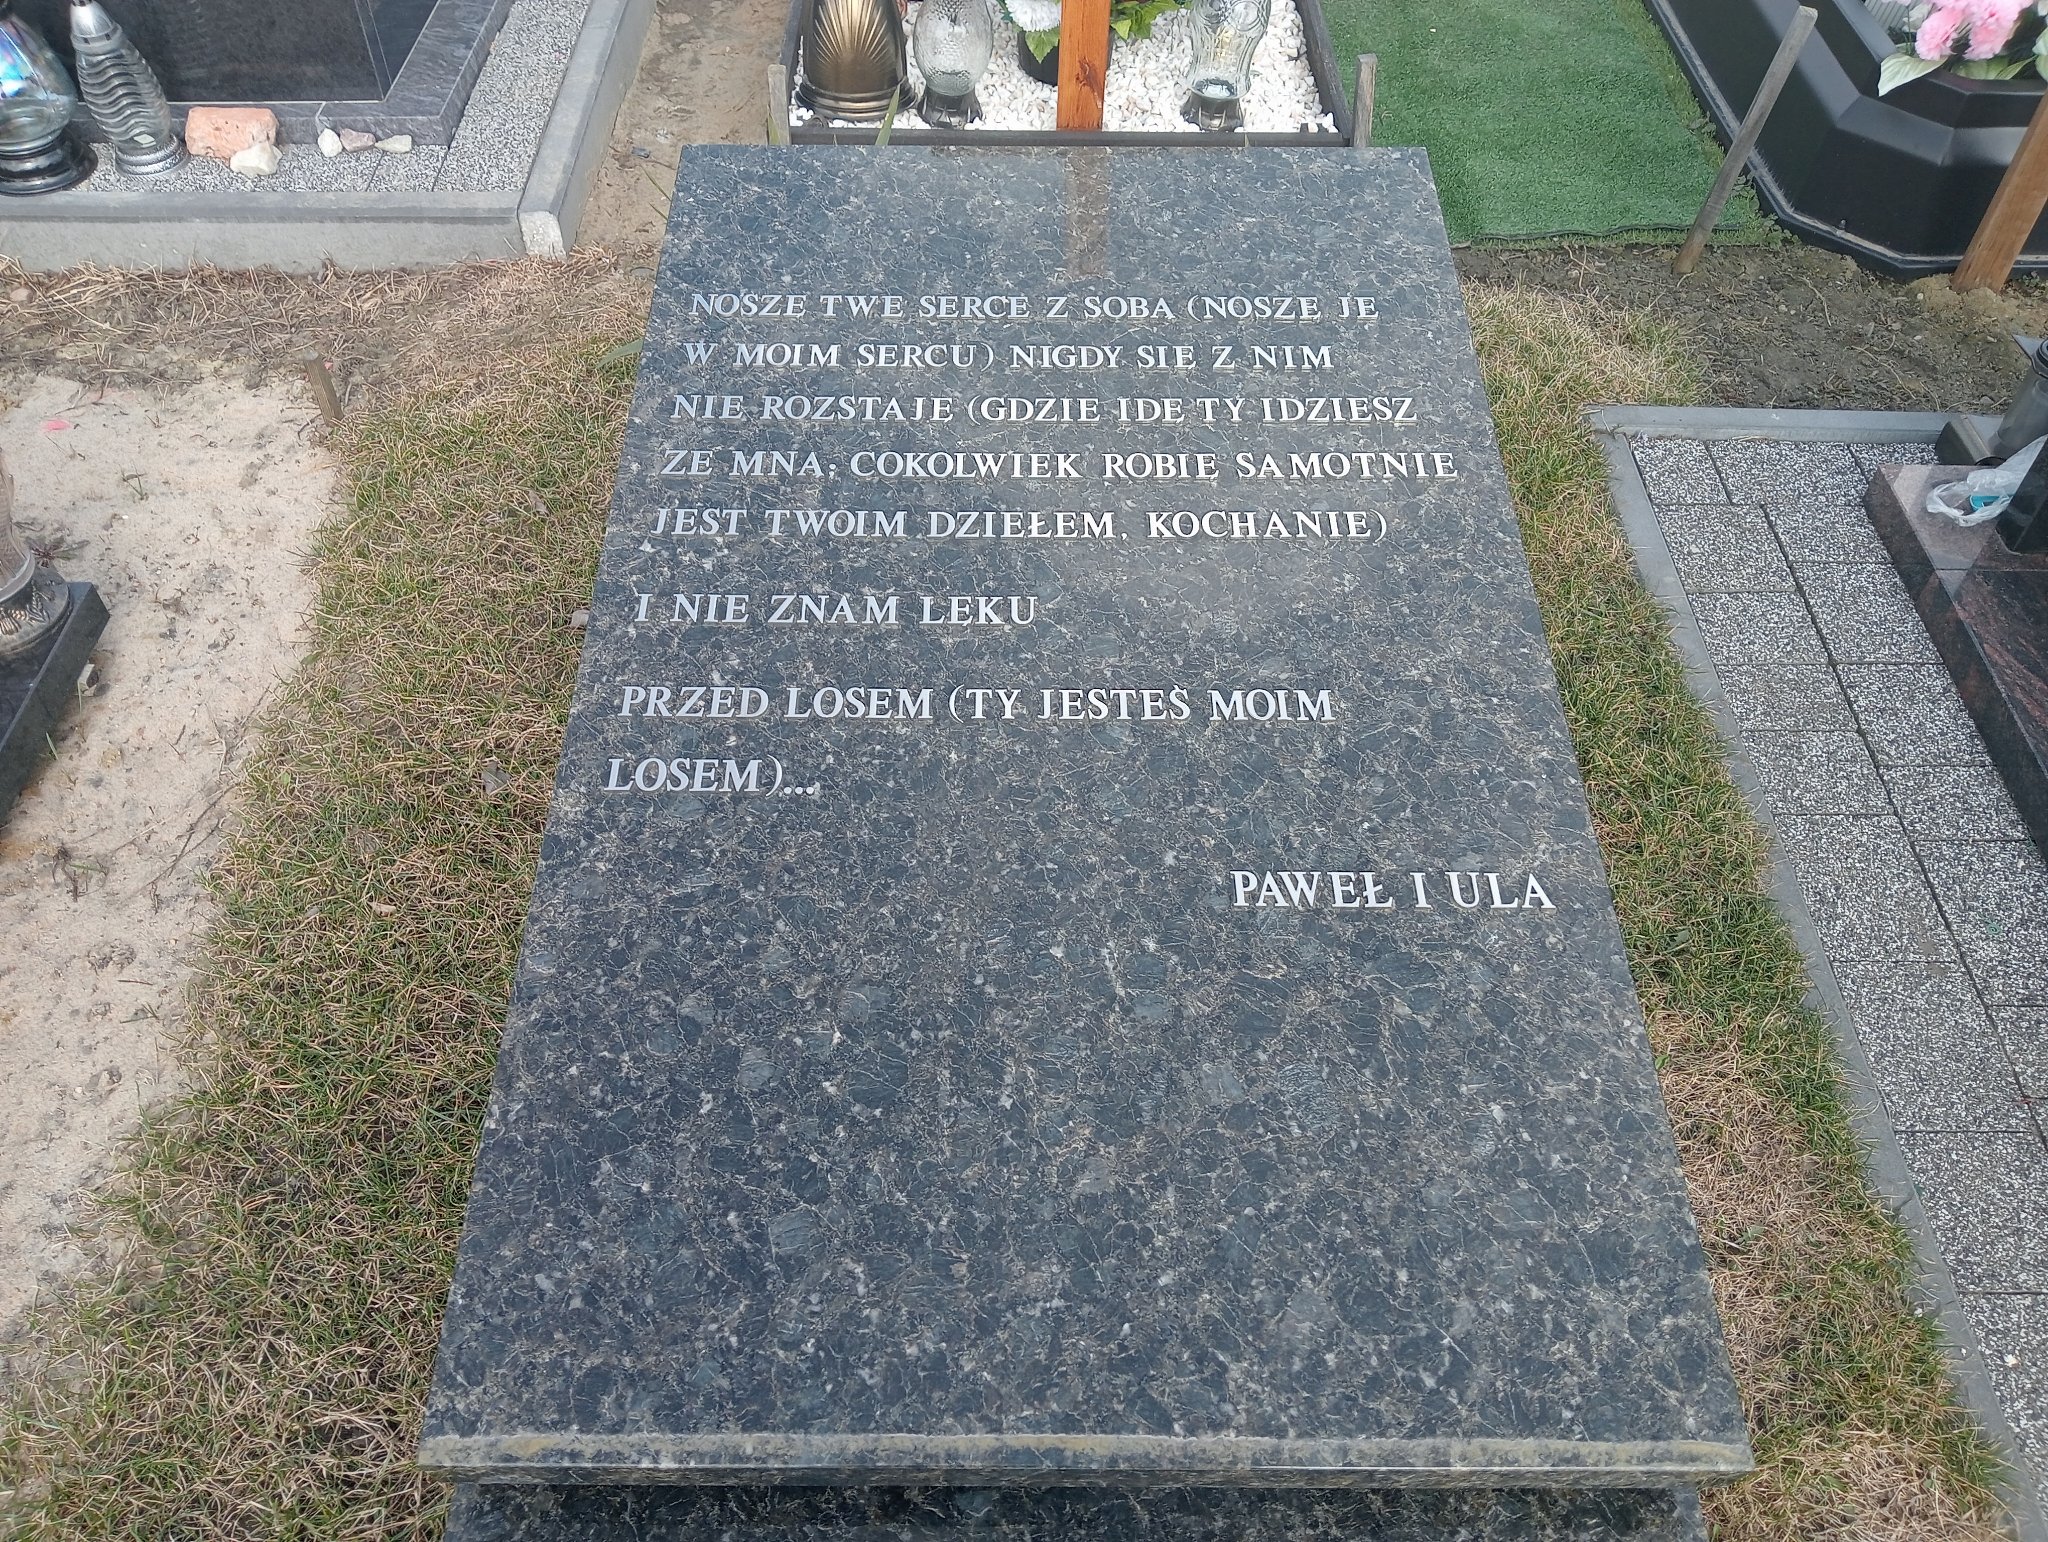 NOSZĘ TWE SERCE Z SOBĄ (NOSZĘ JE
W MOIM SERCU) NIGDY SIĘ Z NIM
NIE ROZSTAJĘ (GDZIE IDĘ TY IDZIESZ
ZE MNĄ; COKOLWIEK ROBIĘ SAMOTNIE
JEST TWOIM DZIEŁEM, KOCHANIE)
I NIE ZNAM LĘKU
PRZED LOSEM (TY JESTEŚ MOIM
LOSEM)...
PAWEŁ I ULA